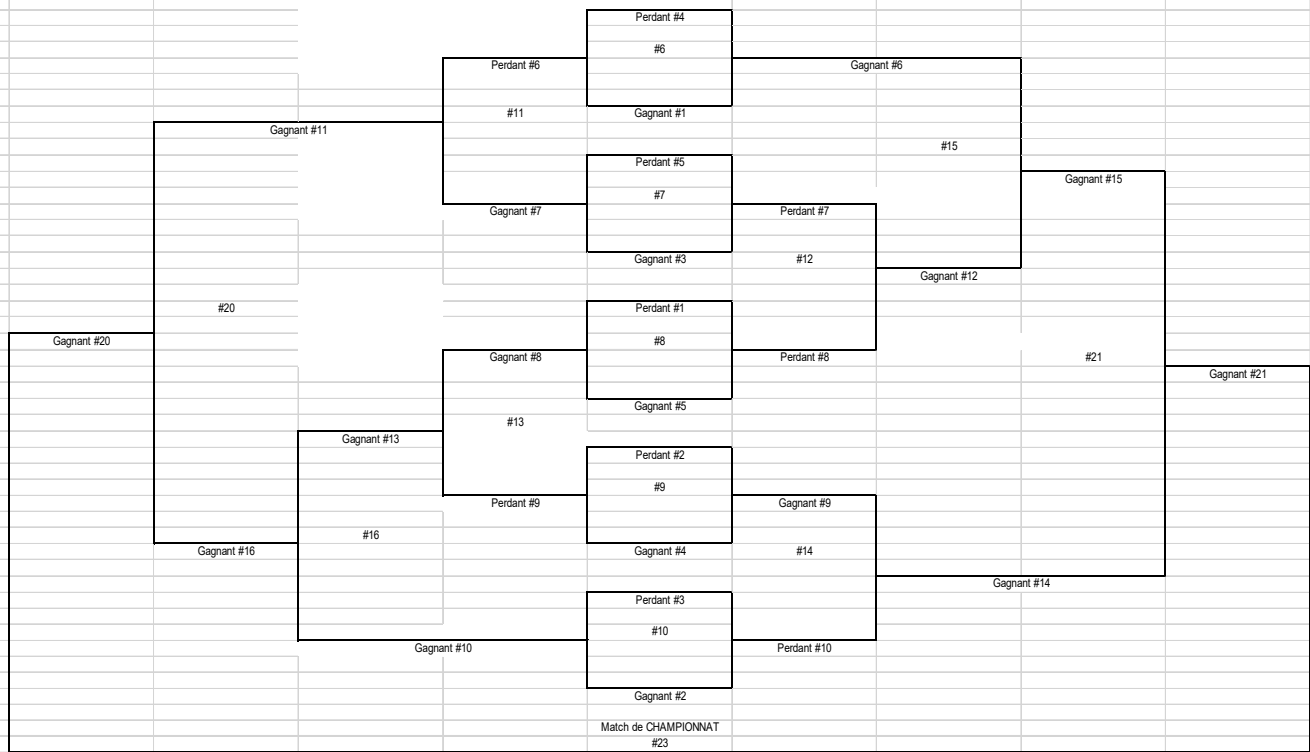 Perdant #4
#6
Perdant #6
Gagnant #6
#11
Gagnant #1
Gagnant #11
#15
Perdant #5
Gagnant #15
#7
Gagnant #7
Perdant #7
Gagnant #3
#12
Gagnant #12
#20
Perdant #1
Gagnant #20
#8
Gagnant #8
Perdant #8
#21
Gagnant #21
Gagnant #5
#13
Gagnant #13
Perdant #2
#9
Perdant #9
Gagnant #9
#16
Gagnant #16
Gagnant #4
#14
Gagnant #14
Perdant #3
#10
Gagnant #10
Perdant #10
Gagnant #2
Match de CHAMPIONNAT
#23